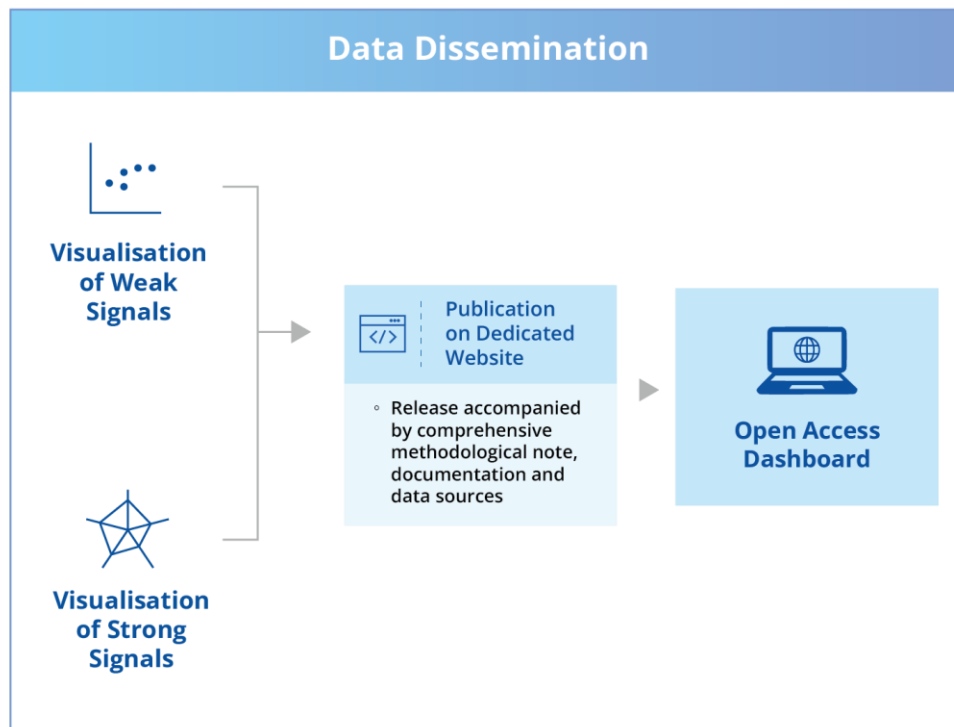 Data Dissemination
Visualisation
of Weak
Signals
</>
Publication
on Dedicated
Website
◦ Release accompanied
by comprehensive
methodological note,
documentation and
data sources
Open Access
Dashboard
Visualisation
of Strong
Signals